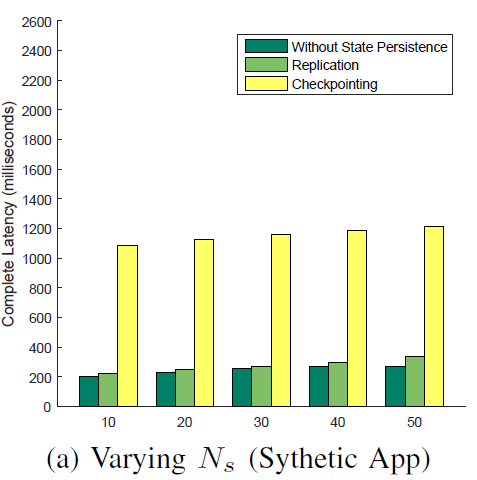 2600
2400
2200
2000
1800
1600
1400
1200
1000
800
600
400
200
0
Complete Latency (milliseconds)
Without State Persistence
Replication
Checkpointing
10 20 30 40 50
(a) Varying Nₛ (Sythetic App)